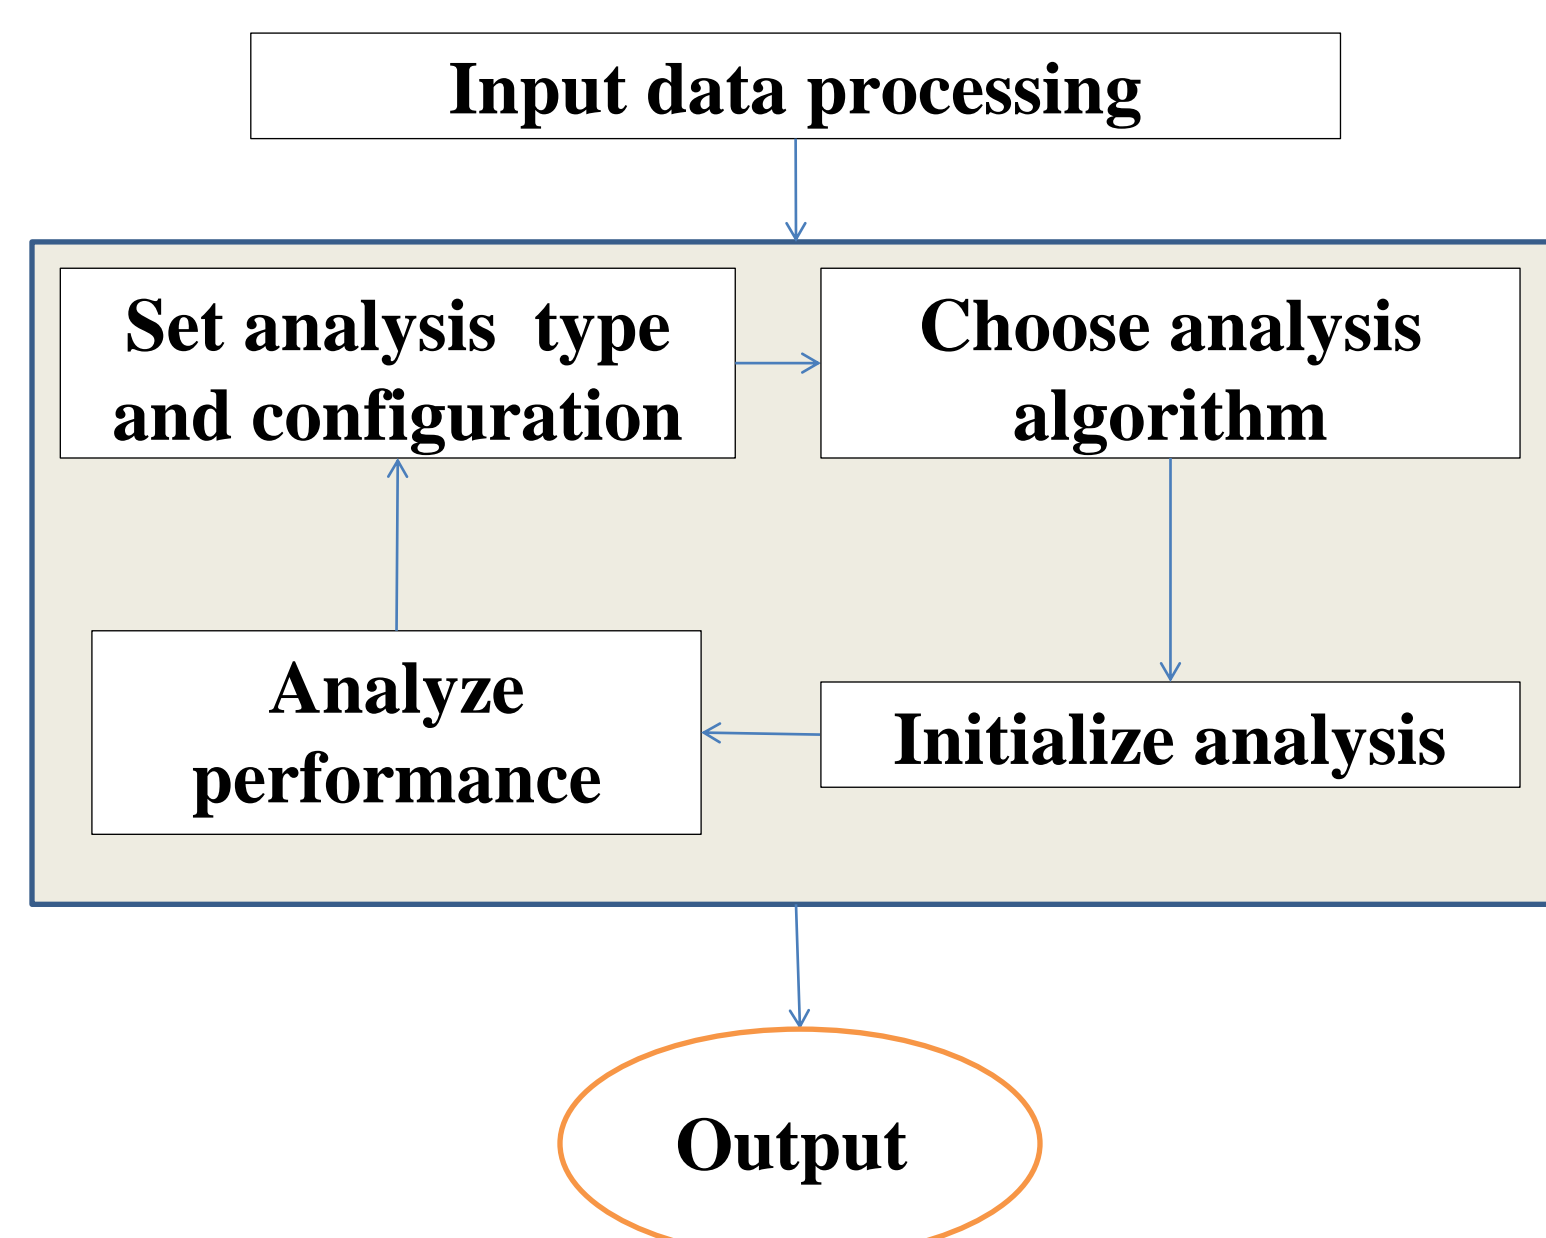 Input data processing
Set analysis  type
and configuration
Choose analysis
algorithm
Analyze
performance
Initialize analysis
Output